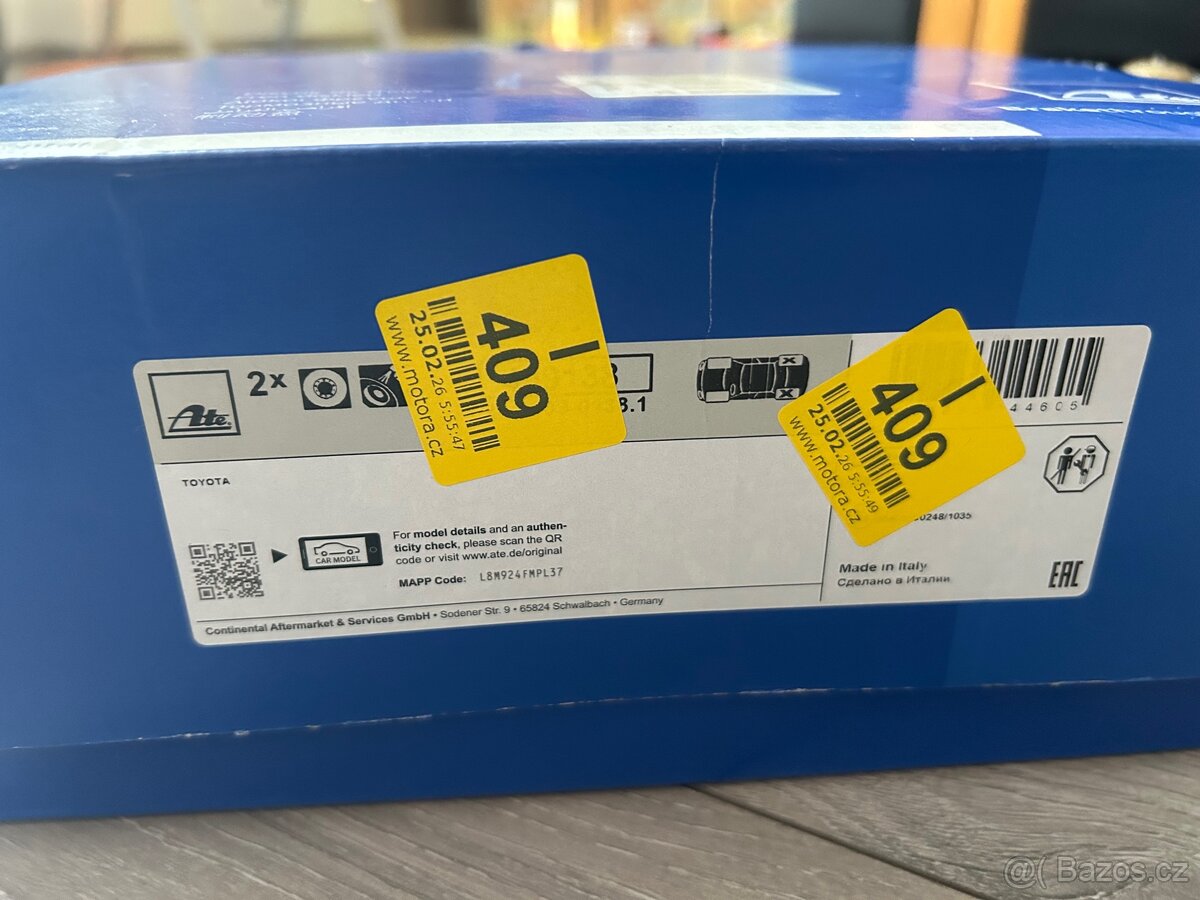 Ate
2x
8.1
TOYOTA
CAR MODEL
For model details and an authen-
ticity check, please scan the QR
code or visit www.ate.de/original
MAPP Code: L8M924FMPL37
Continental Aftermarket & Services GmbH • Sodener Str. 9 • 65824 Schwalbach • Germany
I
409
25.02.26 5:55:47
www.motora.cz
I
409
25.02.26 5:55:49
www.motora.cz
44605
0248/1035
Made in Italy
Сделано в Италии
EAC
@( Bazos.cz